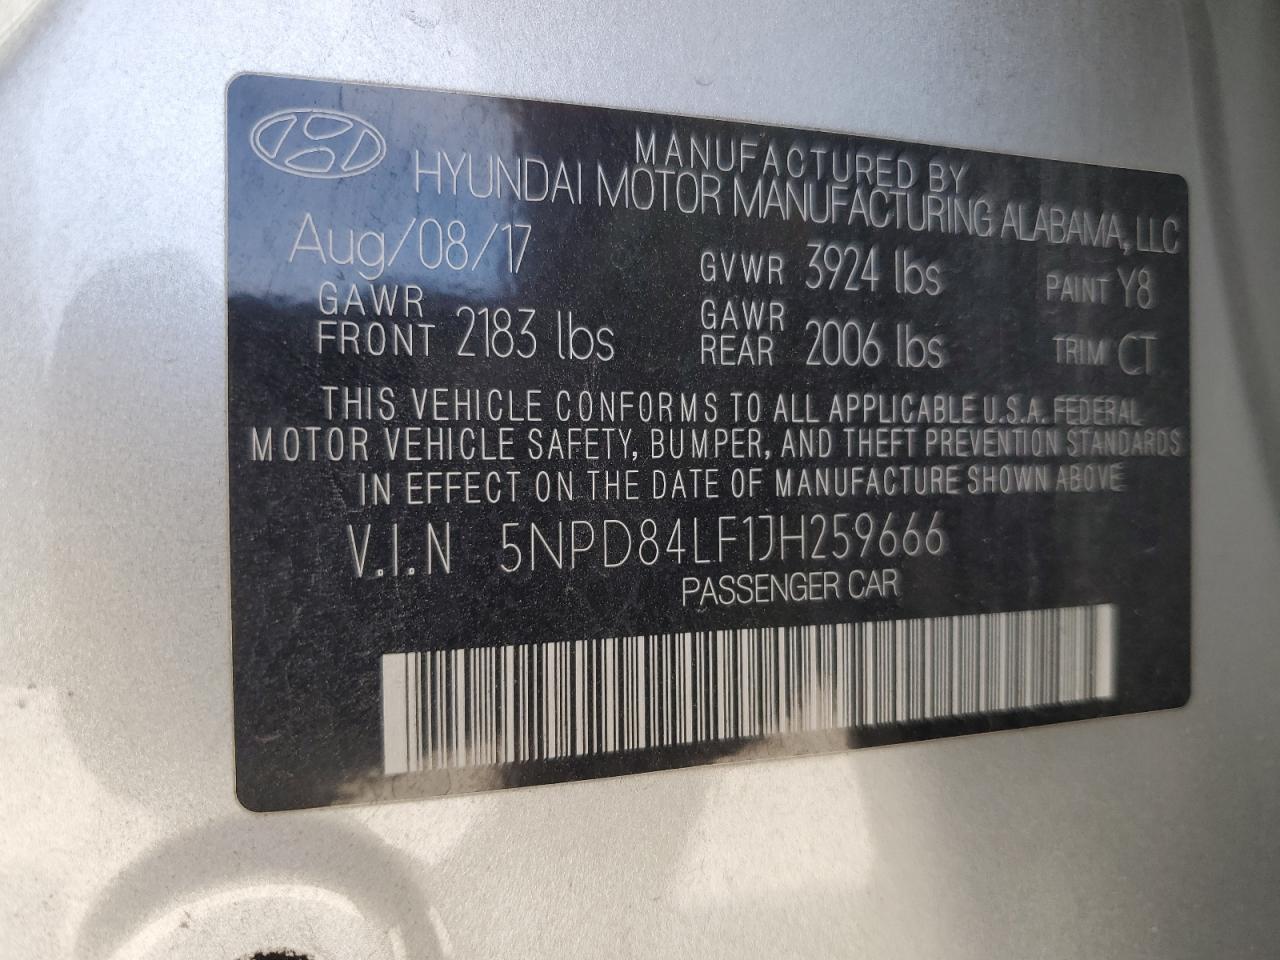 MANUFACTURED BY
HYUNDAI MOTOR MANUFACTURING ALABAMA, LLC
Aug/08/17 GVWR 3924 lbs PAINT Y8
GAWR FRONT 2183 lbs GAWR REAR 2006 lbs TRIM CT
THIS VEHICLE CONFORMS TO ALL APPLICABLE U.S.A. FEDERAL
MOTOR VEHICLE SAFETY, BUMPER, AND THEFT PREVENTION STANDARDS
IN EFFECT ON THE DATE OF MANUFACTURE SHOWN ABOVE
V.I.N 5NPD84LF1JH259666
PASSENGER CAR